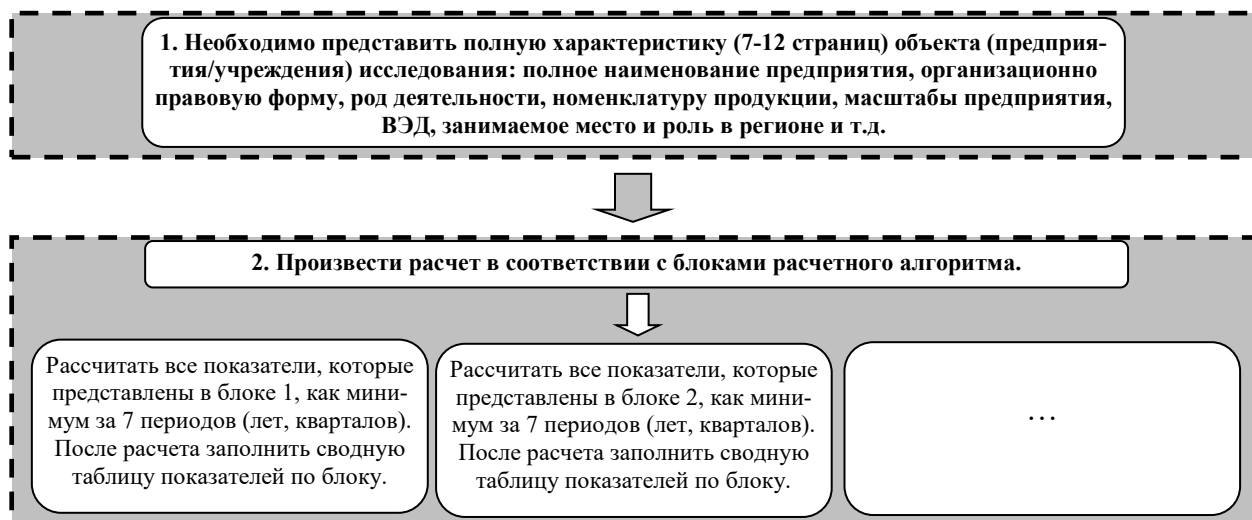 1. Необходимо представить полную характеристику (7-12 страниц) объекта (предприя-
тия/учреждения) исследования: полное наименование предприятия, организационно
правовую форму, род деятельности, номенклатуру продукции, масштабы предприятия,
ВЭД, занимаемое место и роль в регионе и т.д.
2. Произвести расчет в соответствии с блоками расчетного алгоритма.
Рассчитать все показатели, которые
представлены в блоке 1, как мини-
мум за 7 периодов (лет, кварталов).
После расчета заполнить сводную
таблицу показателей по блоку.
Рассчитать все показатели, которые
представлены в блоке 2, как мини-
мум за 7 периодов (лет, кварталов).
После расчета заполнить сводную
таблицу показателей по блоку.
…